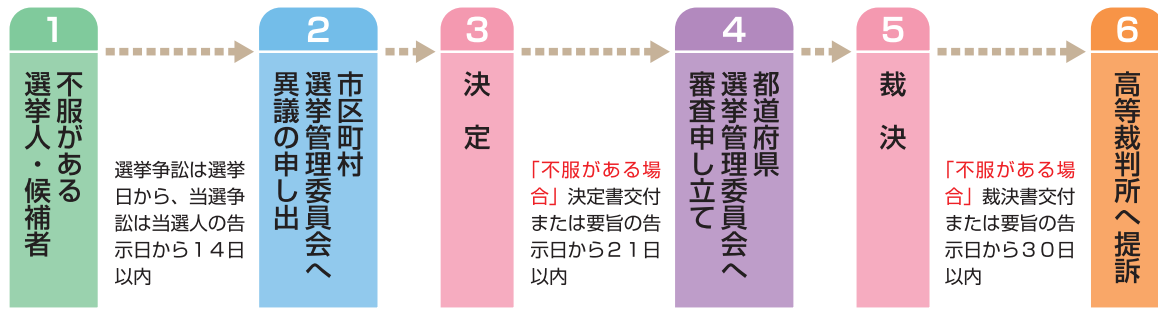 1
不服がある
選挙人・候補者
選挙争訟は選挙
日から、当選争
訟は当選人の告
示日から14日
以内
2
市区町村
選挙管理委員会へ
異議の申し出
3
決定
「不服がある場
合」決定書交付
または要旨の告
示日から21日
以内
4
都道府県
選挙管理委員会へ
審査申し立て
5
裁決
「不服がある場
合」裁決書交付
または要旨の告
示日から30日
以内
6
高等裁判所へ提訴